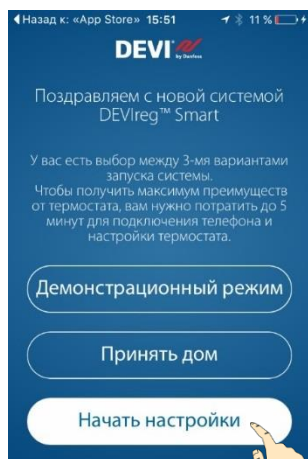 Назад к: «App Store» 15:51 11 %
DEVI
by Danfoss
Поздравляем с новой системой
DEVIreg™ Smart
У вас есть выбор между 3-мя вариантами
запуска системы.
Чтобы получить максимум преимуществ
от термостата, вам нужно потратить до 5
минут для подключения телефона и
настройки термостата.
Демонстрационный режим
Принять дом
Начать настройки